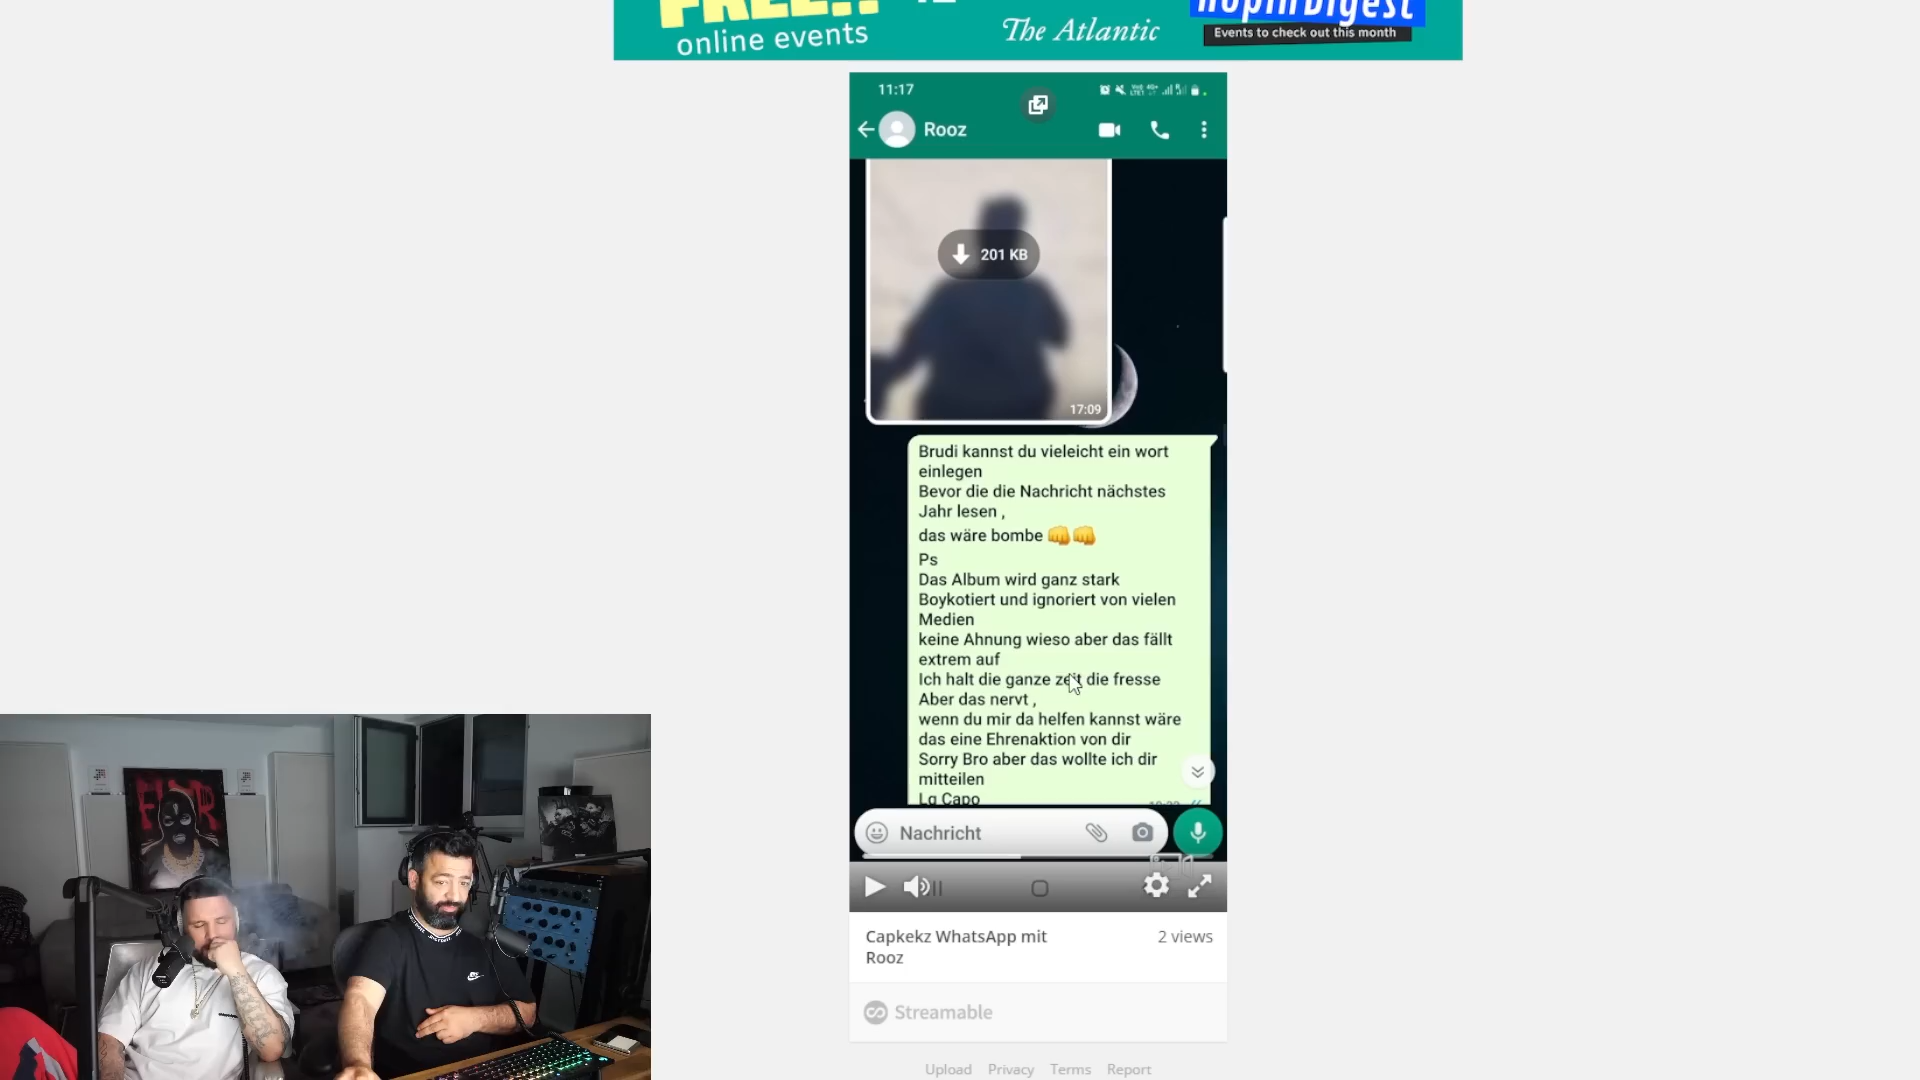 FREE!!
online events
The Atlantic
HopinDigest
Events to check out this month
11:17
Rooz
201 KB
17:09
Brudi kannst du vieleicht ein wort
einlegen
Bevor die die Nachricht nächstes
Jahr lesen ,
das wäre bombe 👊👊
Ps
Das Album wird ganz stark
Boykotiert und ignoriert von vielen
Medien
keine Ahnung wieso aber das fällt
extrem auf
Ich halt die ganze zeit die fresse
Aber das nervt ,
wenn du mir da helfen kannst wäre
das eine Ehrenaktion von dir
Sorry Bro aber das wollte ich dir
mitteilen
Lg Capo
Nachricht
Capkekz WhatsApp mit
Rooz
2 views
Streamable
Upload Privacy Terms Report